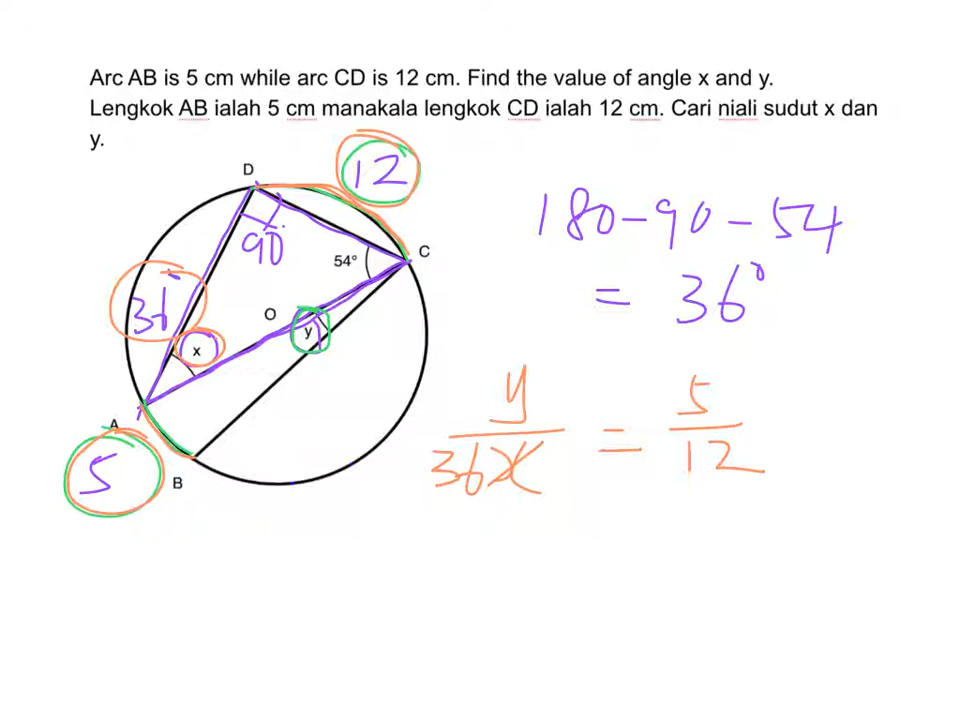 Arc AB is 5 cm while arc CD is 12 cm. Find the value of angle x and y.
Lengkok AB ialah 5 cm manakala lengkok CD ialah 12 cm. Cari niali sudut x dan
y.
D
12
180-90-54
90
54°
C
= 36°
36°
O
x
y
y/36x = 5/12
A
5
B